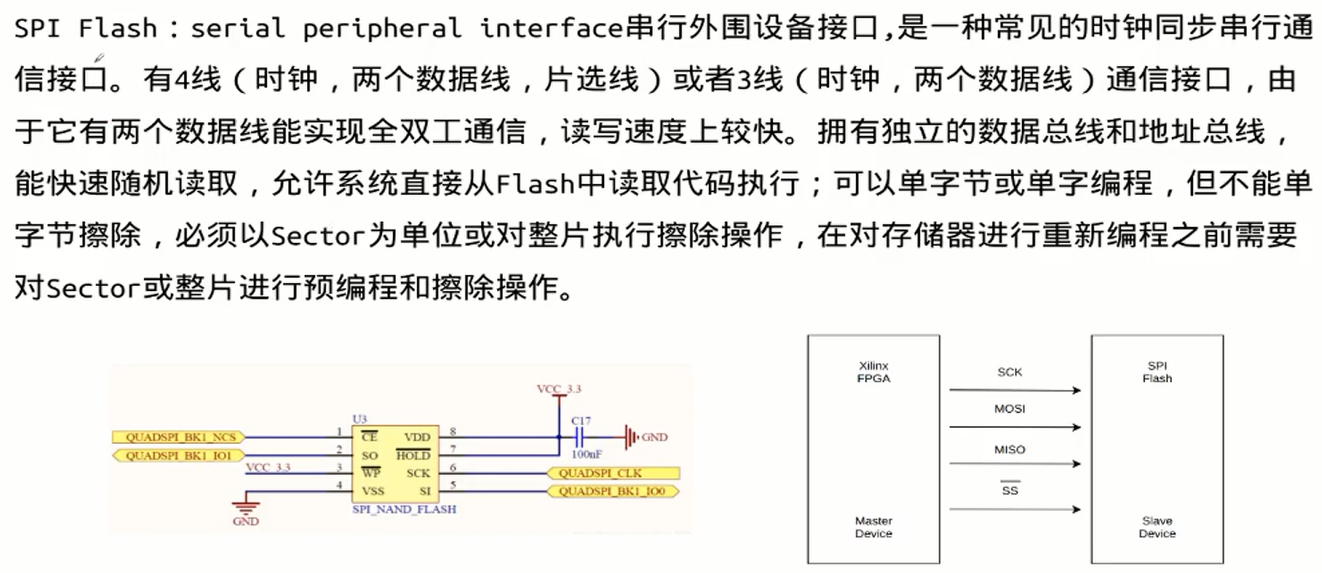 SPI Flash：serial peripheral interface串行外围设备接口,是一种常见的时钟同步串行通
信接口。有4线（时钟，两个数据线，片选线）或者3线（时钟，两个数据线）通信接口，由
于它有两个数据线能实现全双工通信，读写速度上较快。拥有独立的数据总线和地址总线，
能快速随机读取，允许系统直接从Flash中读取代码执行；可以单字节或单字编程，但不能单
字节擦除，必须以Sector为单位或对整片执行擦除操作，在对存储器进行重新编程之前需要
对Sector或整片进行预编程和擦除操作。
VCC_3.3
U3
C17
QUADSPI_BK1_NCS 1 CE VDD 8 GND
QUADSPI_BK1_IO1 2 SO HOLD 7 100nF
VCC_3.3 3 WP SCK 6 QUADSPI_CLK
4 VSS SI 5 QUADSPI_BK1_IO0
GND
SPI_NAND_FLASH
Xilinx
FPGA
SCK
MOSI
MISO
SS
Master
Device
SPI
Flash
Slave
Device